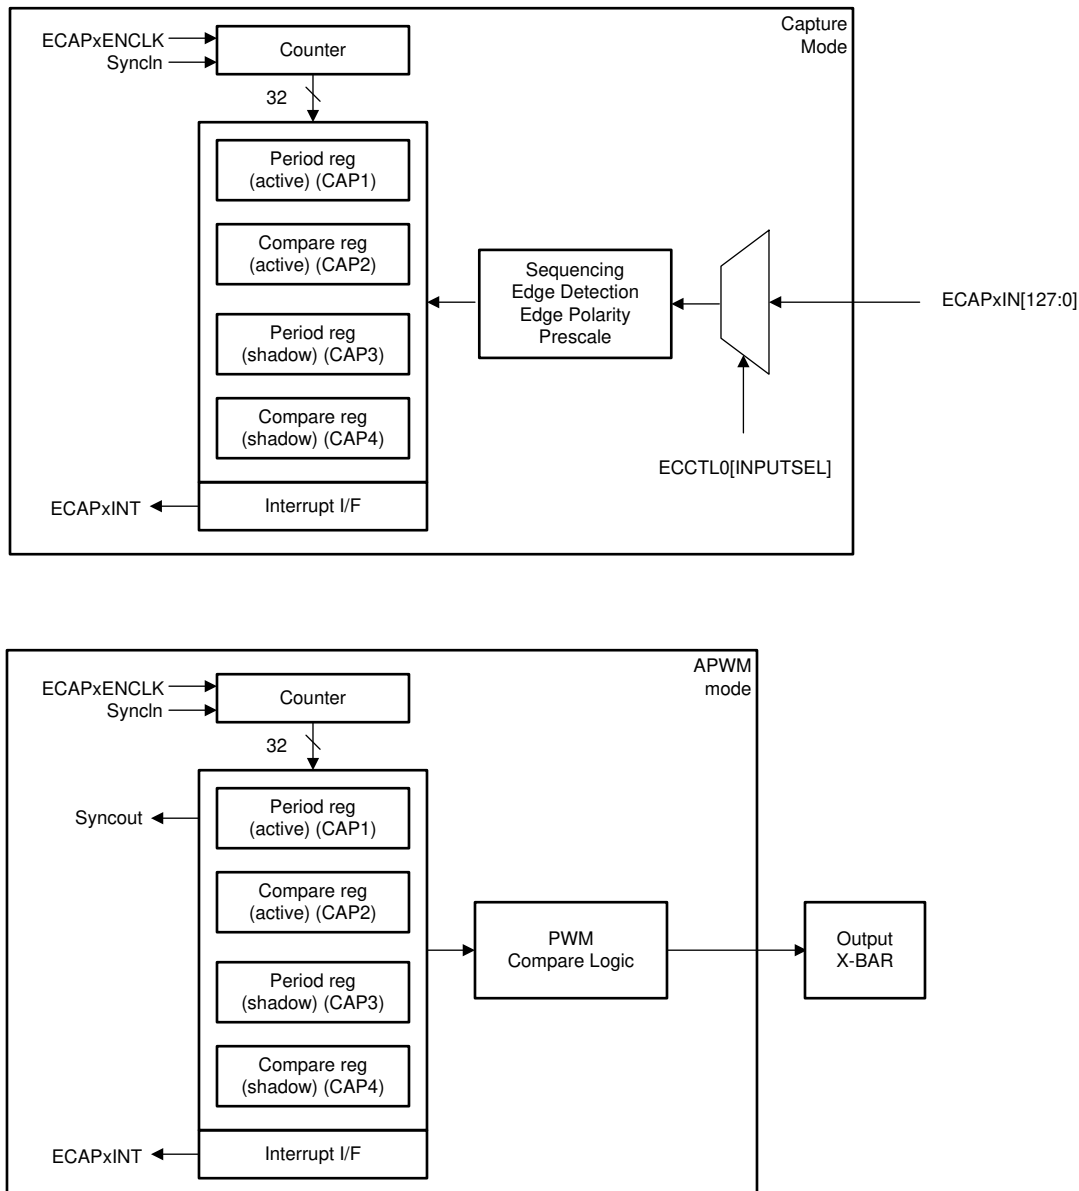 Capture
Mode
ECAPxENCLK
SyncIn
Counter
32
Period reg
(active) (CAP1)
Compare reg
(active) (CAP2)
Period reg
(shadow) (CAP3)
Compare reg
(shadow) (CAP4)
Sequencing
Edge Detection
Edge Polarity
Prescale
ECAPxIN[127:0]
ECCTL0[INPUTSEL]
ECAPxINT
Interrupt I/F
APWM
mode
ECAPxENCLK
SyncIn
Counter
32
Syncout
Period reg
(active) (CAP1)
Compare reg
(active) (CAP2)
Period reg
(shadow) (CAP3)
Compare reg
(shadow) (CAP4)
PWM
Compare Logic
Output
X-BAR
ECAPxINT
Interrupt I/F